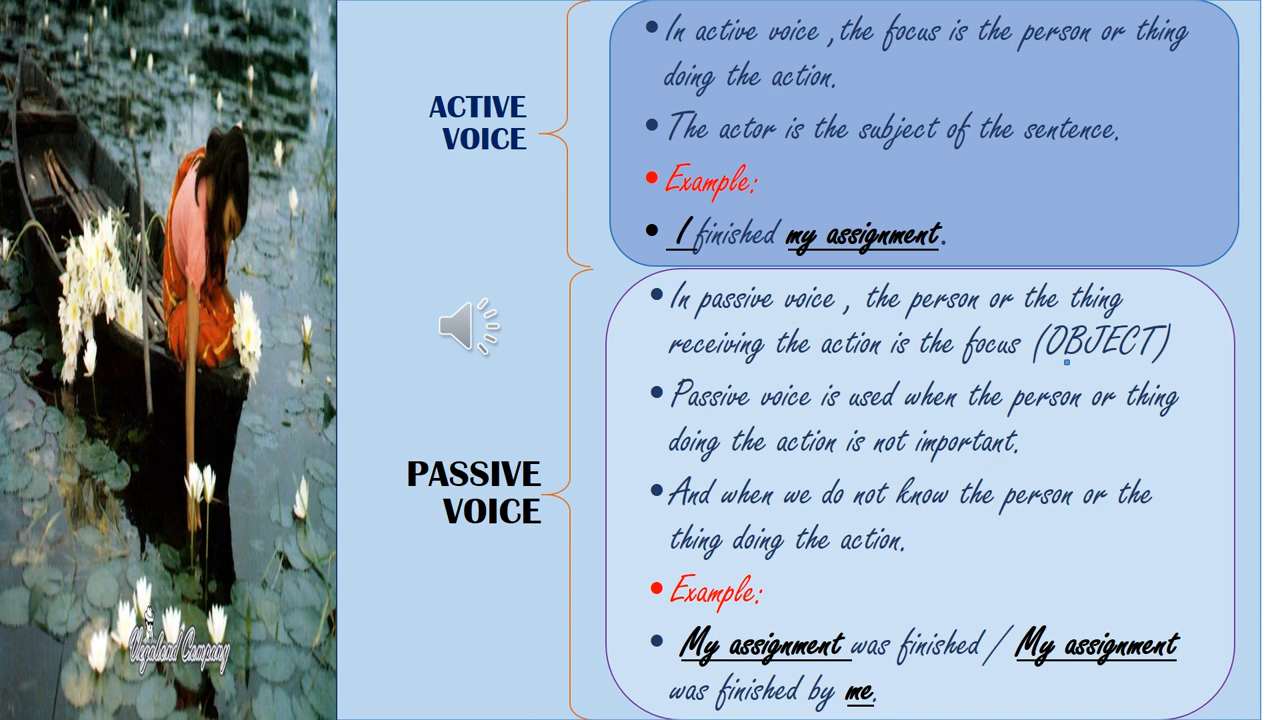 ACTIVE
VOICE
• In active voice ,the focus is the person or thing
doing the action.
• The actor is the subject of the sentence.
• Example:
• I finished my assignment.
PASSIVE
VOICE
• In passive voice , the person or the thing
receiving the action is the focus (OBJECT)
• Passive voice is used when the person or thing
doing the action is not important.
• And when we do not know the person or the
thing doing the action.
• Example:
• My assignment was finished / My assignment
was finished by me.
Vagalond Company